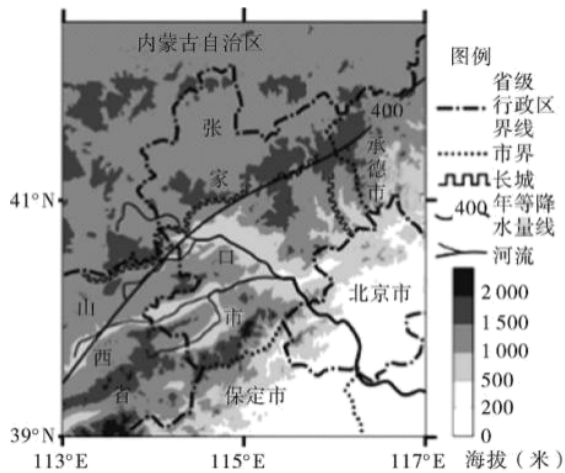 内蒙古自治区
张
家
口
市
400
承
德
市
山
西
省
北京市
保定市
41°N
39°N
113°E
115°E
117°E
图例
省级
行政区
界线
市界
长城
400 年等降
水量线
河流
2 000
1 500
1 000
500
200
0
海拔(米)